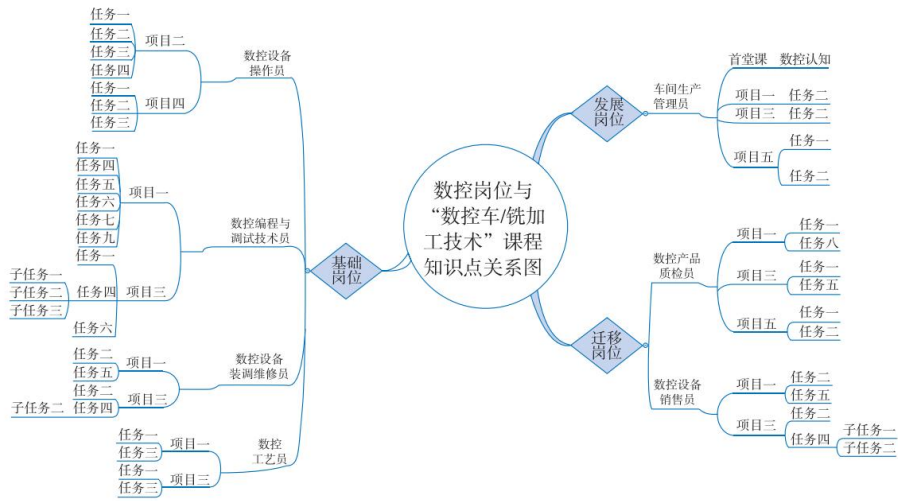 数控岗位与
“数控车/铣加
工技术”课程
知识点关系图
基础
岗位
数控设备
操作员
项目二
任务一
任务二
任务三
任务四
项目四
任务一
任务二
任务三
数控编程与
调试技术员
项目一
任务一
任务四
任务五
任务六
任务七
任务九
项目三
任务一
任务四
子任务一
子任务二
子任务三
任务六
数控设备
装调维修员
项目一
任务二
任务五
项目三
任务二
任务四
子任务二
数控
工艺员
项目一
任务一
任务三
项目三
任务一
任务三
发展
岗位
车间生产
管理员
首堂课 数控认知
项目一 任务二
项目三 任务二
项目五
任务一
任务二
迁移
岗位
数控产品
质检员
项目一
任务一
任务八
项目三
任务一
任务五
项目五
任务一
任务二
数控设备
销售员
项目一
任务二
任务五
项目三
任务二
任务四
子任务一
子任务二